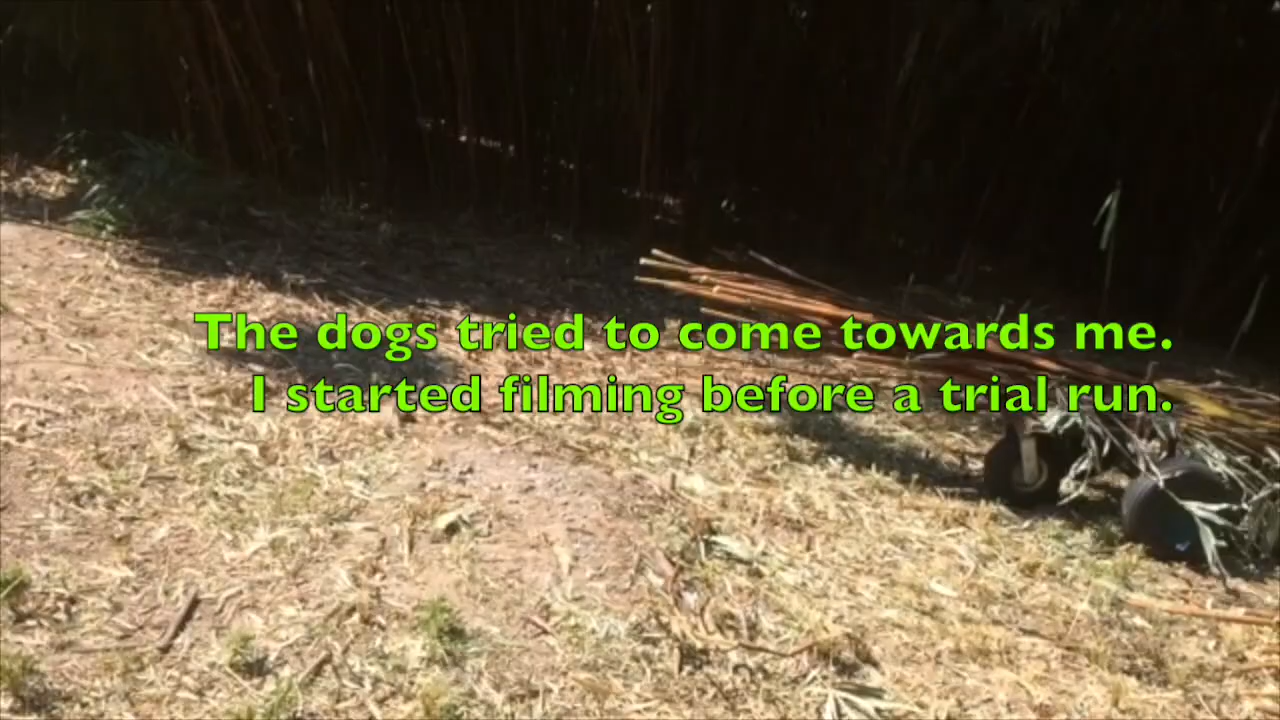 The dogs tried to come towards me.
I started filming before a trial run.